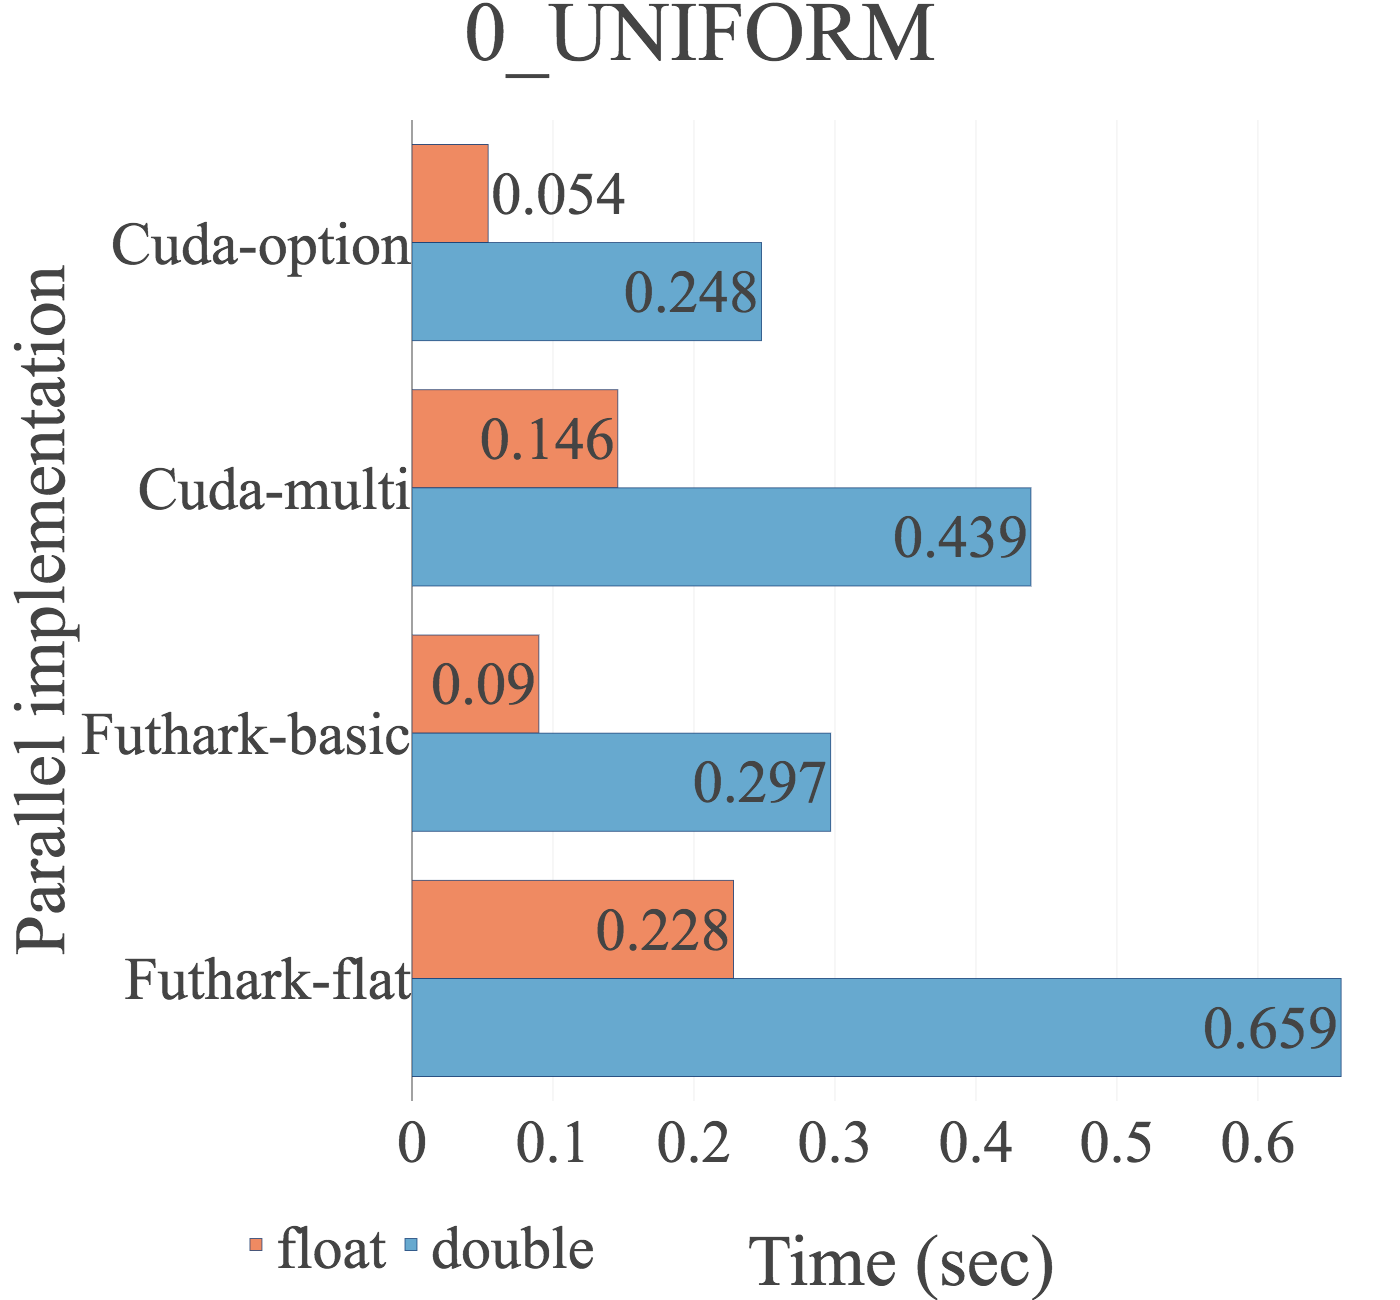 0_UNIFORM
Parallel implementation
Cuda-option
0.054
0.248
Cuda-multi
0.146
0.439
Futhark-basic
0.09
0.297
Futhark-flat
0.228
0.659
0 0.1 0.2 0.3 0.4 0.5 0.6
float double
Time (sec)